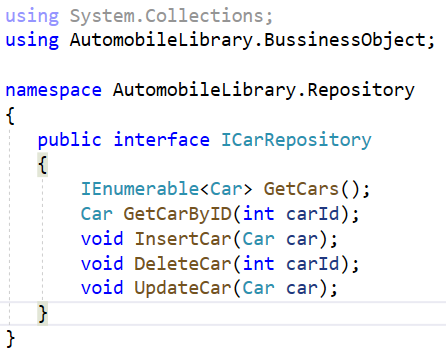 using System.Collections;
using AutomobileLibrary.BussinessObject;
namespace AutomobileLibrary.Repository
{
public interface ICarRepository
{
IEnumerable<Car> GetCars();
Car GetCarByID(int carId);
void InsertCar(Car car);
void DeleteCar(int carId);
void UpdateCar(Car car);
}
}